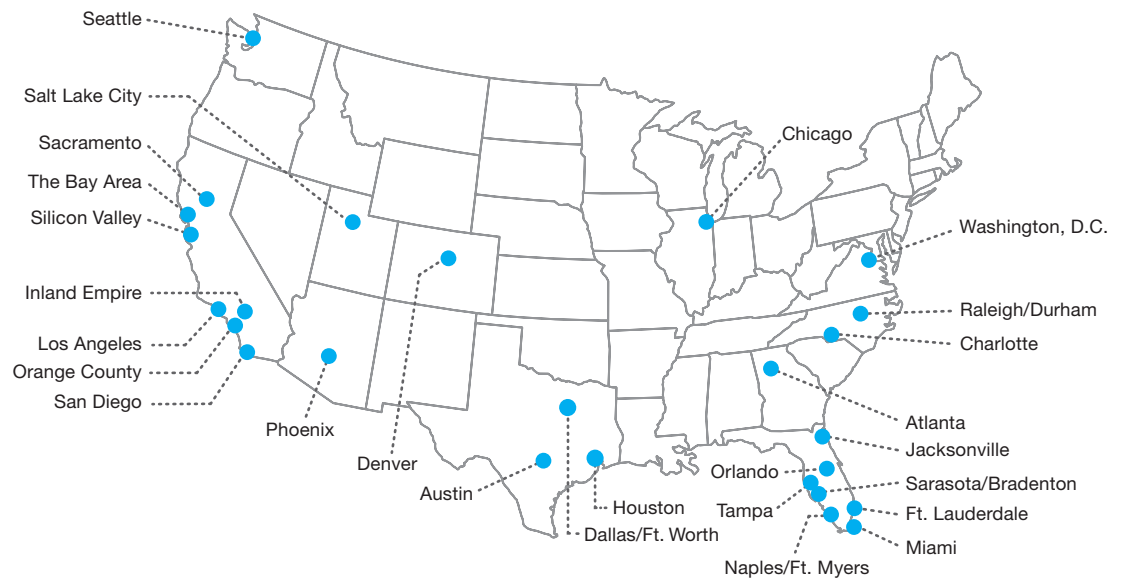 Seattle
Salt Lake City
Sacramento
The Bay Area
Silicon Valley
Inland Empire
Los Angeles
Orange County
San Diego
Phoenix
Denver
Austin
Houston
Dallas/Ft. Worth
Chicago
Washington, D.C.
Raleigh/Durham
Charlotte
Atlanta
Jacksonville
Orlando
Sarasota/Bradenton
Tampa
Ft. Lauderdale
Miami
Naples/Ft. Myers